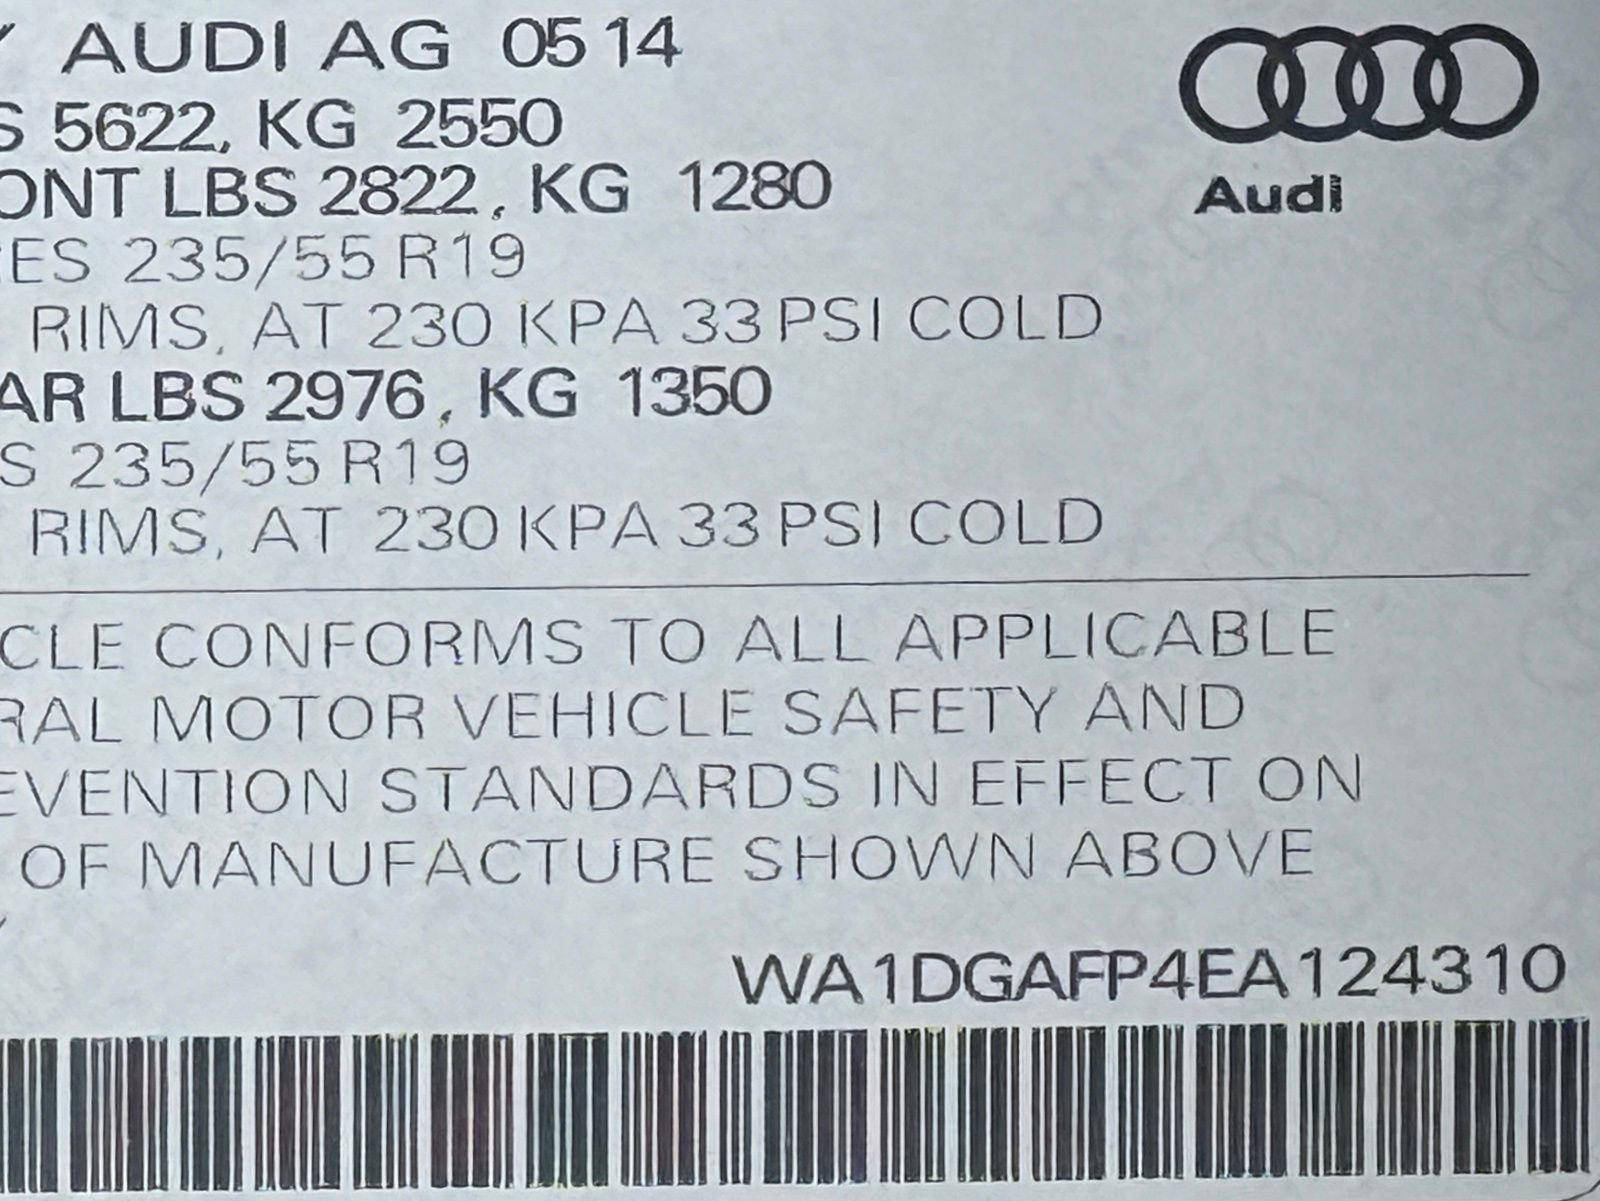 AUDI AG 0514
Audi
5622, KG 2550
ONT LBS 2822, KG 1280
ES 235/55 R19
RIMS, AT 230 KPA 33 PSI COLD
AR LBS 2976, KG 1350
S 235/55 R19
RIMS, AT 230 KPA 33 PSI COLD
CLE CONFORMS TO ALL APPLICABLE
RAL MOTOR VEHICLE SAFETY AND
EVENTION STANDARDS IN EFFECT ON
OF MANUFACTURE SHOWN ABOVE
WA1DGAFP4EA124310